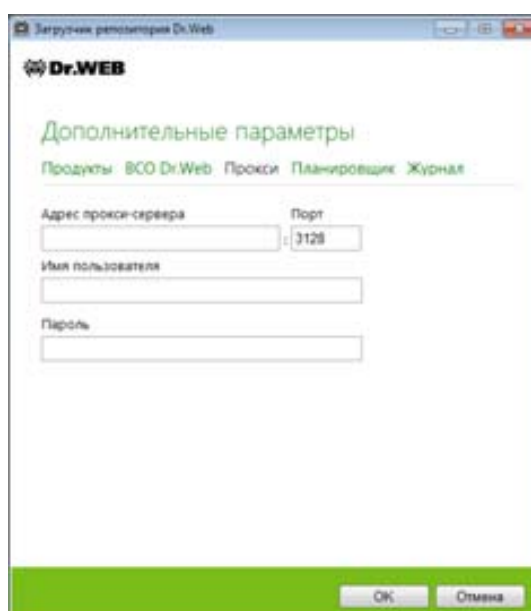 Загрузчик репозитория Dr.Web
Dr.WEB
Дополнительные параметры
Продукты ВСО Dr.Web Прокси Планировщик Журнал
Адрес прокси-сервера Порт
: 3128
Имя пользователя
Пароль
OK Отмена